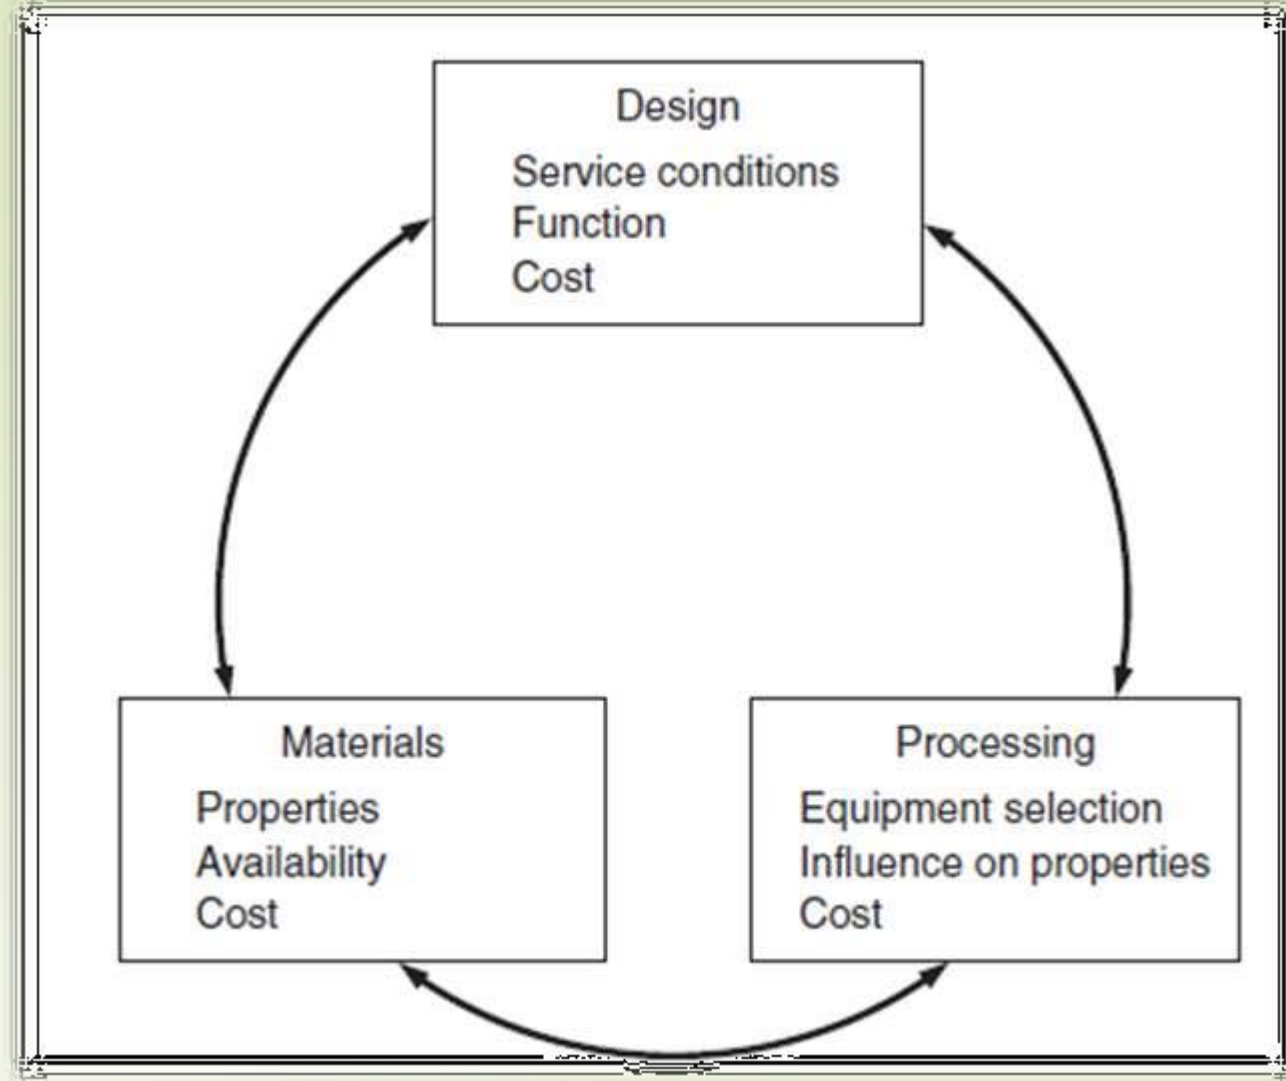 Design
Service conditions
Function
Cost
Materials
Properties
Availability
Cost
Processing
Equipment selection
Influence on properties
Cost